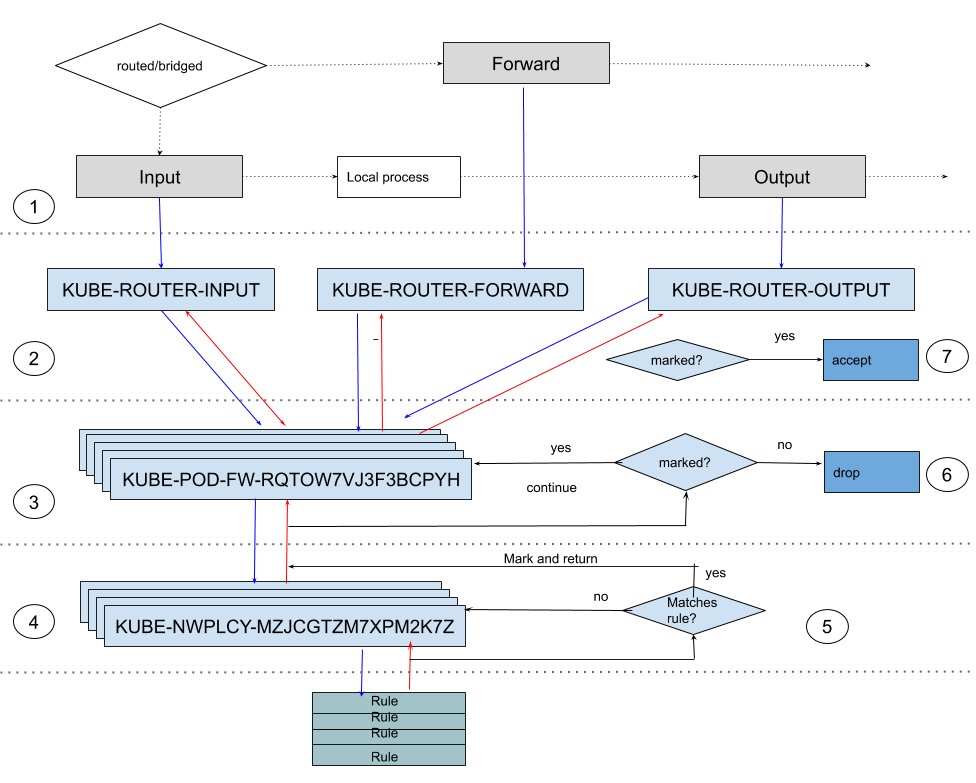 routed/bridged
Forward
Input
Local process
Output
1
KUBE-ROUTER-INPUT
KUBE-ROUTER-FORWARD
KUBE-ROUTER-OUTPUT
2
marked?
yes
accept
7
KUBE-POD-FW-RQTOW7VJ3F3BCPYH
yes
continue
marked?
no
drop
6
3
Mark and return
yes
no
Matches
rule?
KUBE-NWPLCY-MZJCGTZM7XPM2K7Z
4
5
Rule
Rule
Rule
Rule